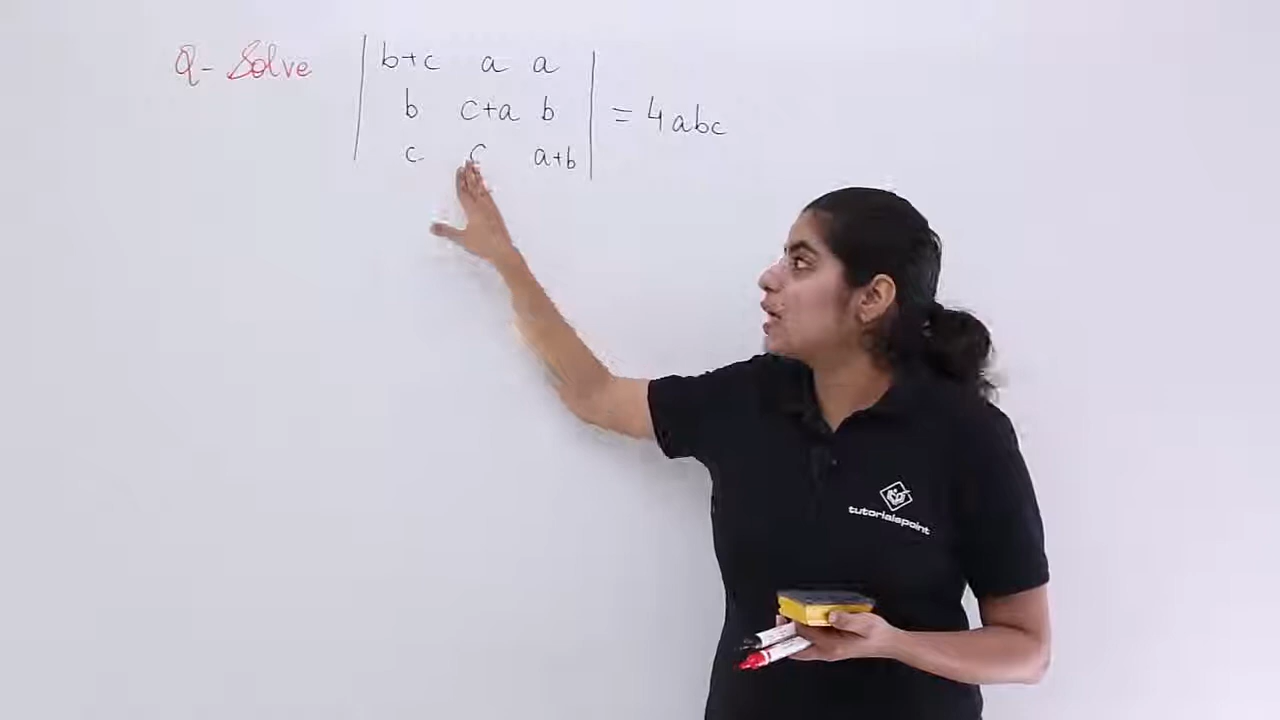 Q- Solve | b+c a a |
| b c+a b | = 4abc
| c c a+b |
tutorialspoint